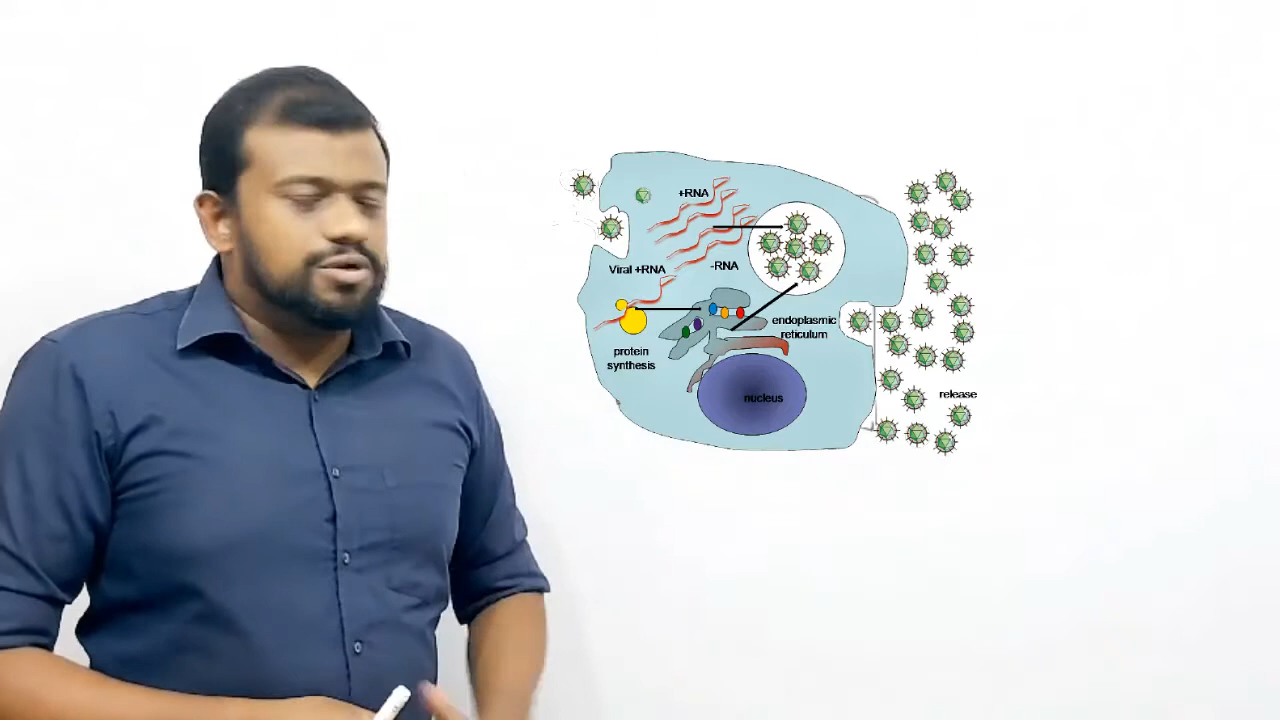 +RNA
Viral +RNA
-RNA
endoplasmic
reticulum
protein
synthesis
nucleus
release